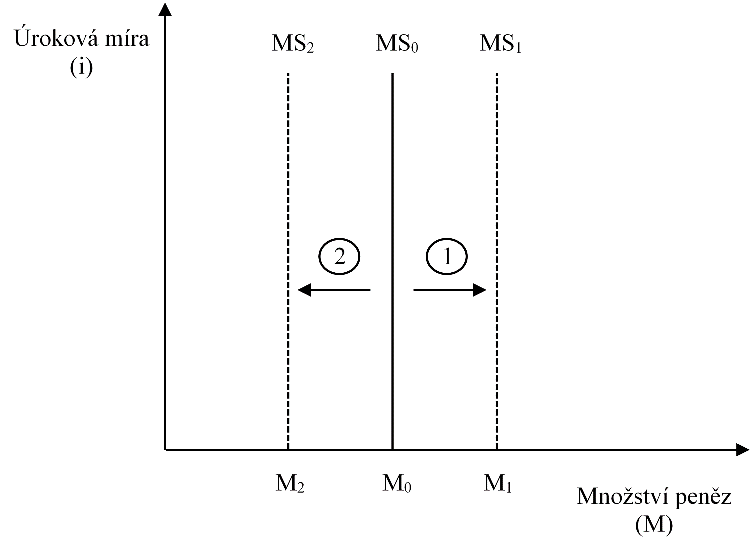 Úroková míra
(i)
MS₂ MS₀ MS₁
2 1
M₂ M₀ M₁
Množství peněz
(M)